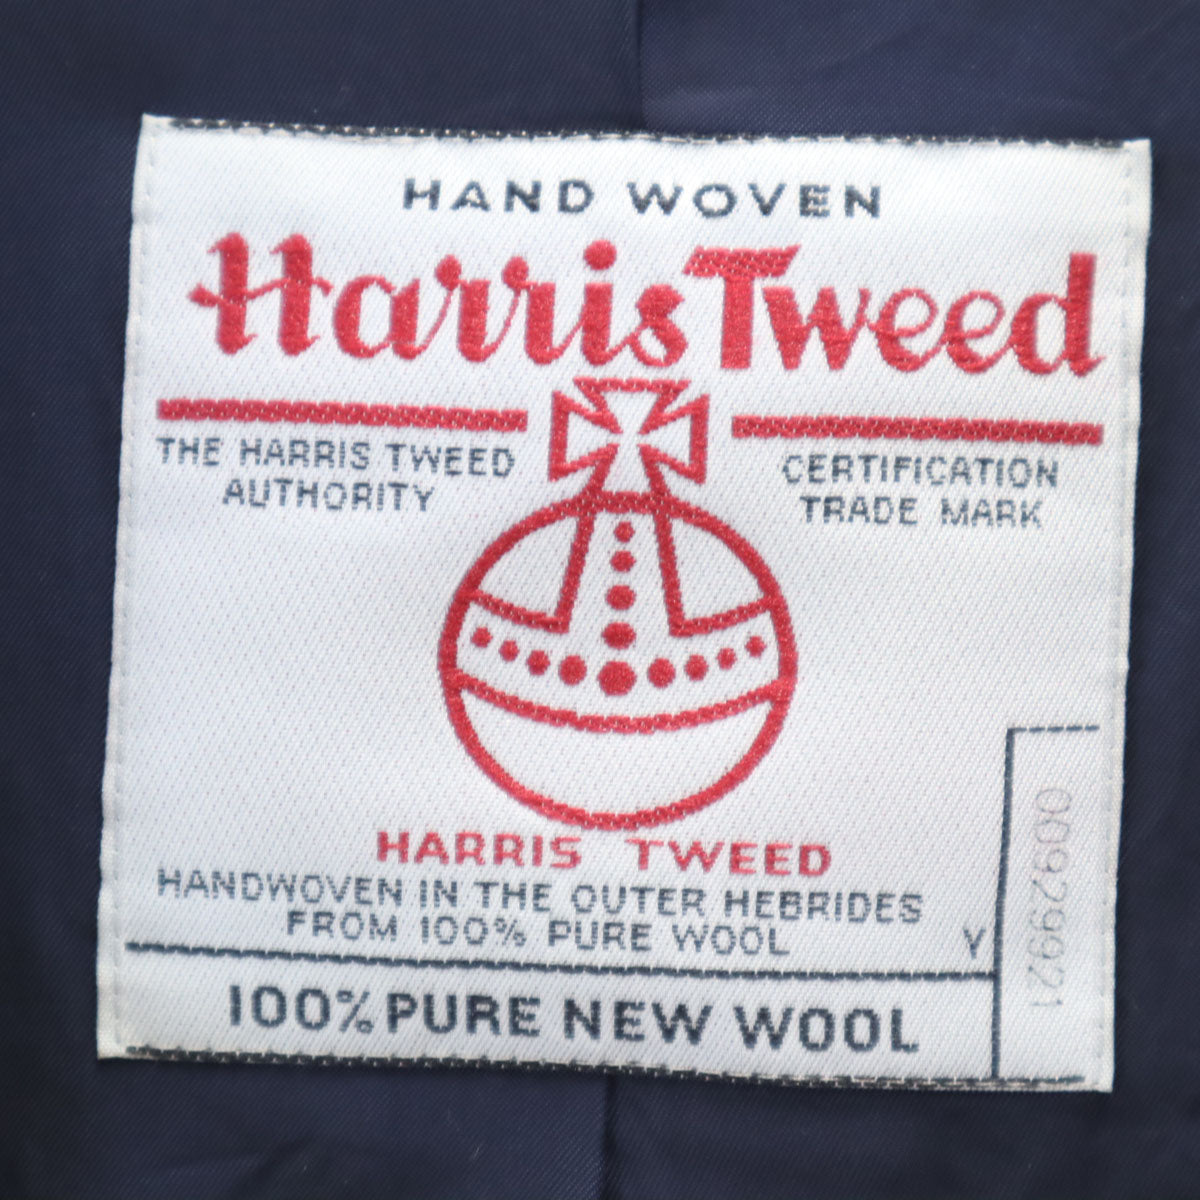 HAND WOVEN
Harris Tweed
THE HARRIS TWEED
AUTHORITY
CERTIFICATION
TRADE MARK
HARRIS TWEED
HANDWOVEN IN THE OUTER HEBRIDES
FROM 100% PURE WOOL
Y
100% PURE NEW WOOL
00929921